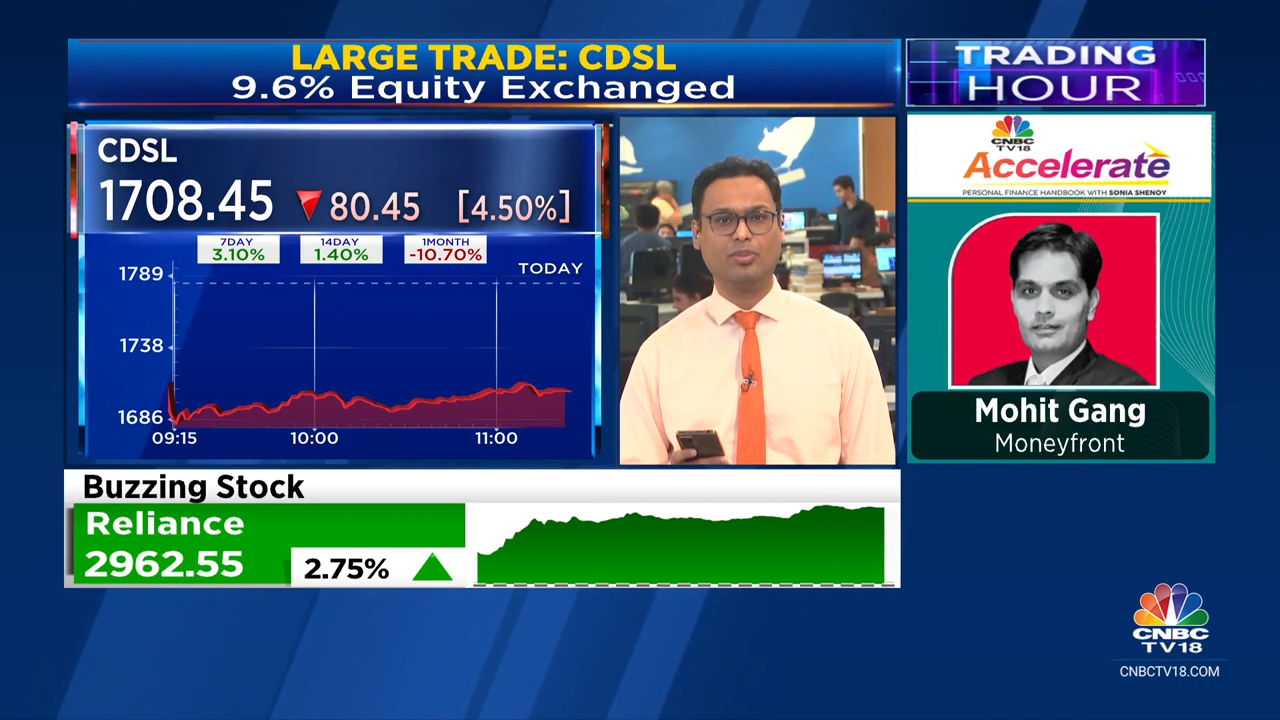 LARGE TRADE: CDSL
9.6% Equity Exchanged
TRADING
HOUR
CDSL
1708.45 80.45 [4.50%]
7DAY
3.10%
14DAY
1.40%
1MONTH
-10.70%
TODAY
1789
1738
1686
09:15 10:00 11:00
CNBC
TV18
Accelerate
PERSONAL FINANCE HANDBOOK WITH SONIA SHENOY
Mohit Gang
Moneyfront
Buzzing Stock
Reliance
2962.55 2.75%
CNBC
TV18
CNBCTV18.COM